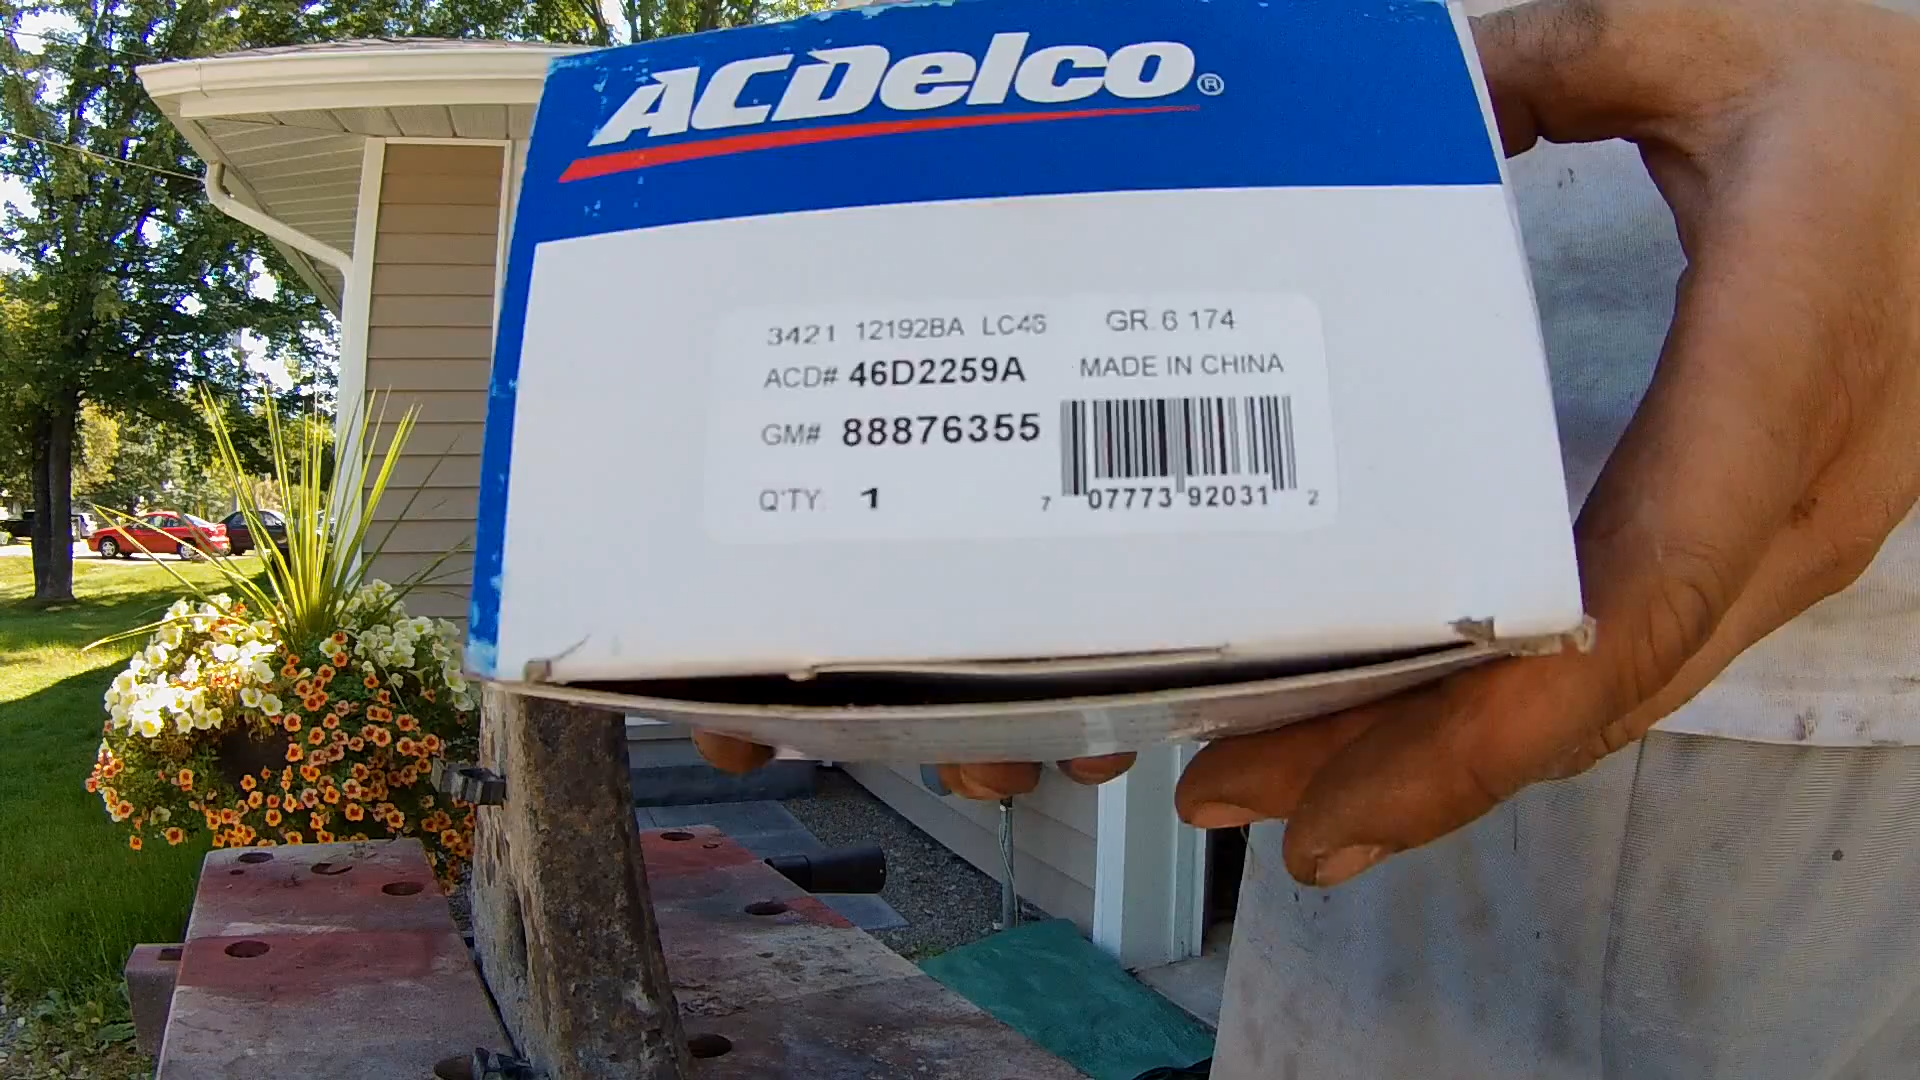 ACDelco®
3421 12192BA LC46 GR. 6 174
ACD# 46D2259A MADE IN CHINA
GM# 88876355
Q'TY. 1
7 07773 92031 2